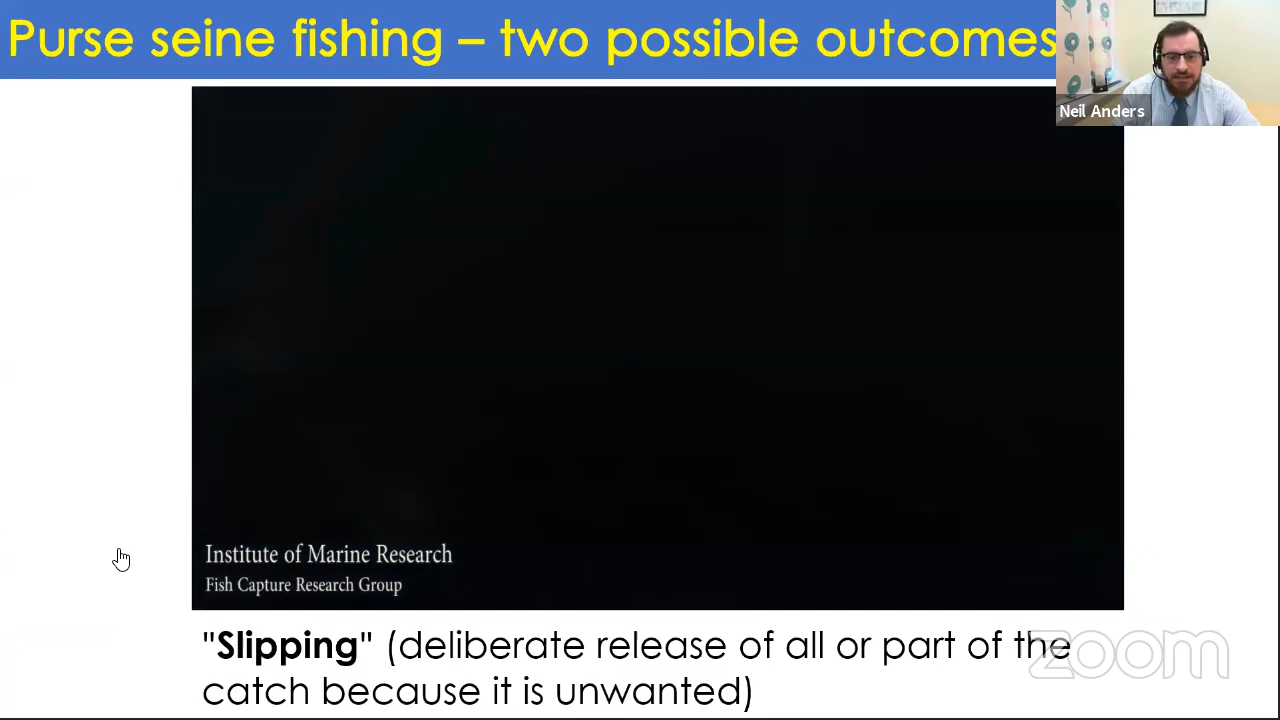 Purse seine fishing – two possible outcomes
Neil Anders
Institute of Marine Research
Fish Capture Research Group
"Slipping" (deliberate release of all or part of the
catch because it is unwanted)
zoom